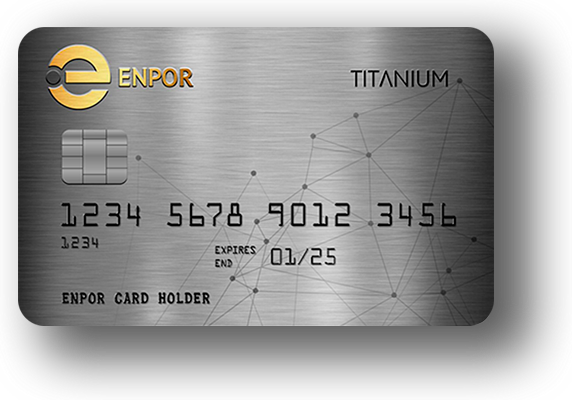 ENPOR
TITANIUM
1234 5678 9012 3456
1234
EXPIRES
END
01/25
ENPOR CARD HOLDER